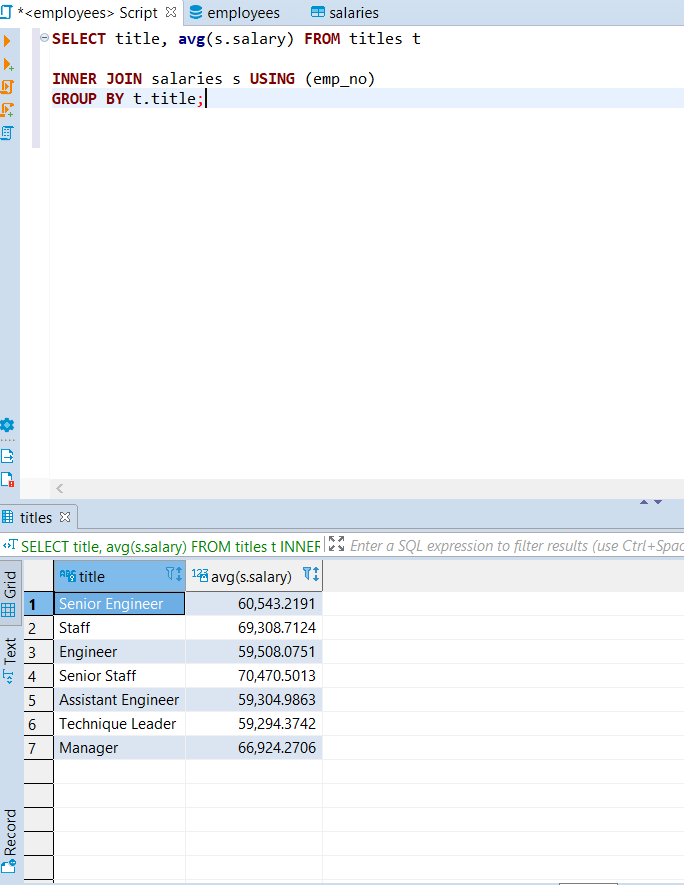 *<employees> Script employees salaries
SELECT title, avg(s.salary) FROM titles t
INNER JOIN salaries s USING (emp_no)
GROUP BY t.title;
titles
SELECT title, avg(s.salary) FROM titles t INNER Enter a SQL expression to filter results (use Ctrl+Spac
Grid
Text
Record
ABC title 123 avg(s.salary)
1 Senior Engineer 60,543.2191
2 Staff 69,308.7124
3 Engineer 59,508.0751
4 Senior Staff 70,470.5013
5 Assistant Engineer 59,304.9863
6 Technique Leader 59,294.3742
7 Manager 66,924.2706